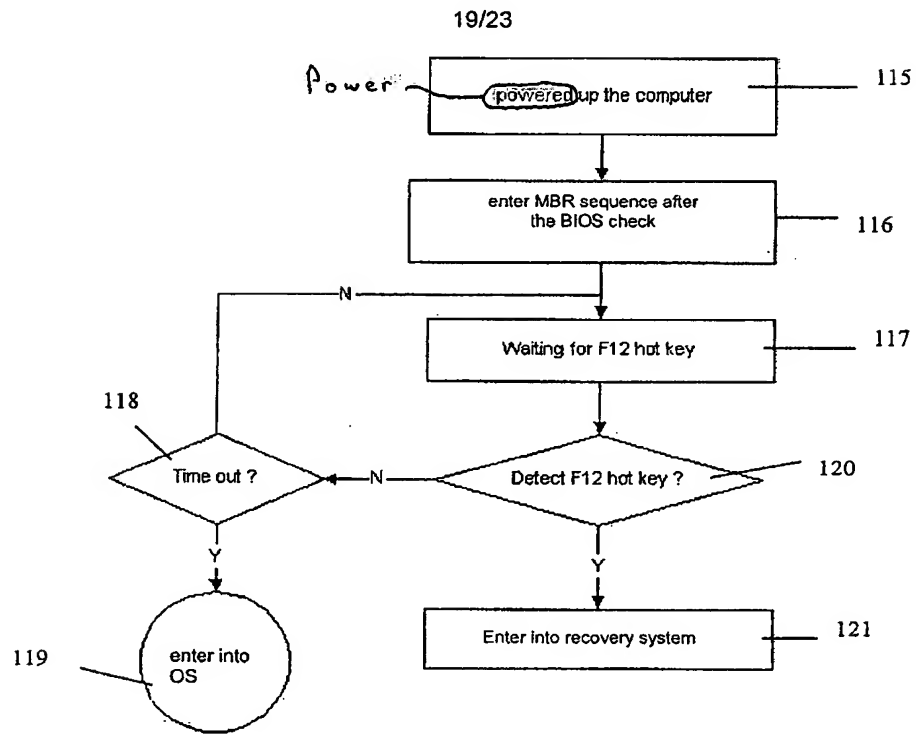 19/23
Power
powered up the computer
115
enter MBR sequence after
the BIOS check
116
N
Waiting for F12 hot key
117
118
Time out ?
N
Detect F12 hot key ?
120
Y
Y
119
enter into
OS
Enter into recovery system
121